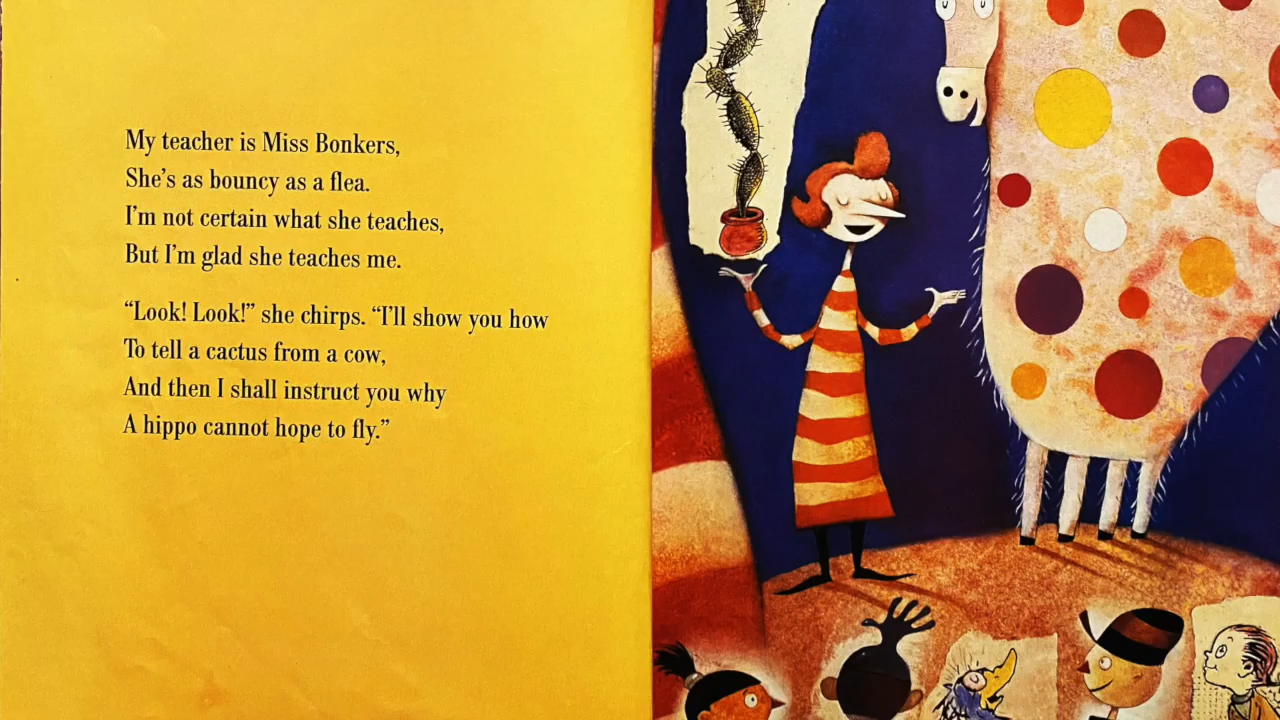 My teacher is Miss Bonkers,
She's as bouncy as a flea.
I'm not certain what she teaches,
But I'm glad she teaches me.
“Look! Look!” she chirps. “I'll show you how
To tell a cactus from a cow,
And then I shall instruct you why
A hippo cannot hope to fly.”